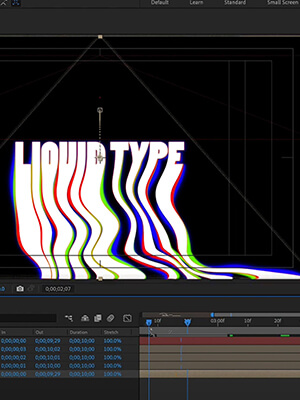 Default Learn Standard Small Screen
LIQUID TYPE
0;00;02;07
10f 03;00f 10f 20f
In Out Duration Stretch
0;00;00;00 0;00;09;29 0;00;10;00 100.0%
0;00;00;03 0;00;10;02 0;00;10;00 100.0%
0;00;00;02 0;00;10;01 0;00;10;00 100.0%
0;00;00;01 0;00;10;00 0;00;10;00 100.0%
0;00;00;00 0;00;09;29 0;00;10;00 100.0%